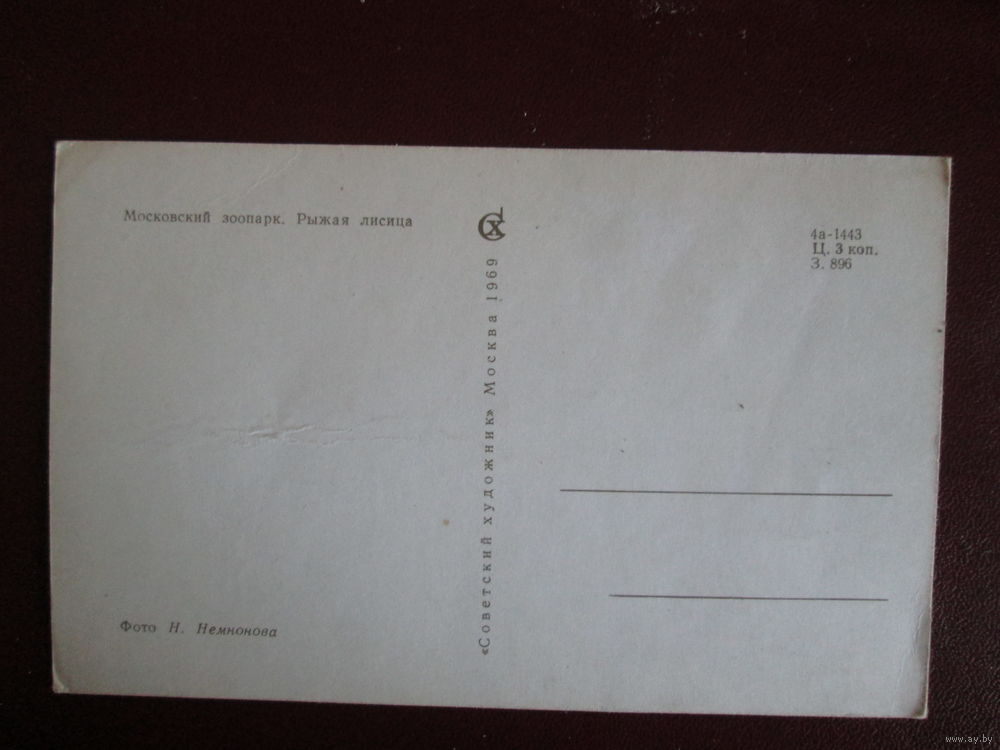 Московский зоопарк. Рыжая лисица
Фото Н. Немнонова
СХ
«Советский художник» Москва 1969
4а-1443
Ц. 3 коп.
З. 896
www.ay.by